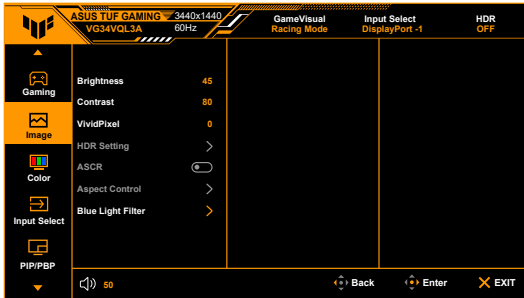 ASUS TUF GAMING
VG34VQL3A
3440x1440
60Hz
GameVisual
Racing Mode
Input Select
DisplayPort -1
HDR
OFF
Gaming
Image
Color
Input Select
PIP/PBP
Brightness 45
Contrast 80
VividPixel 0
HDR Setting
ASCR
Aspect Control
Blue Light Filter
50
Back
Enter
EXIT